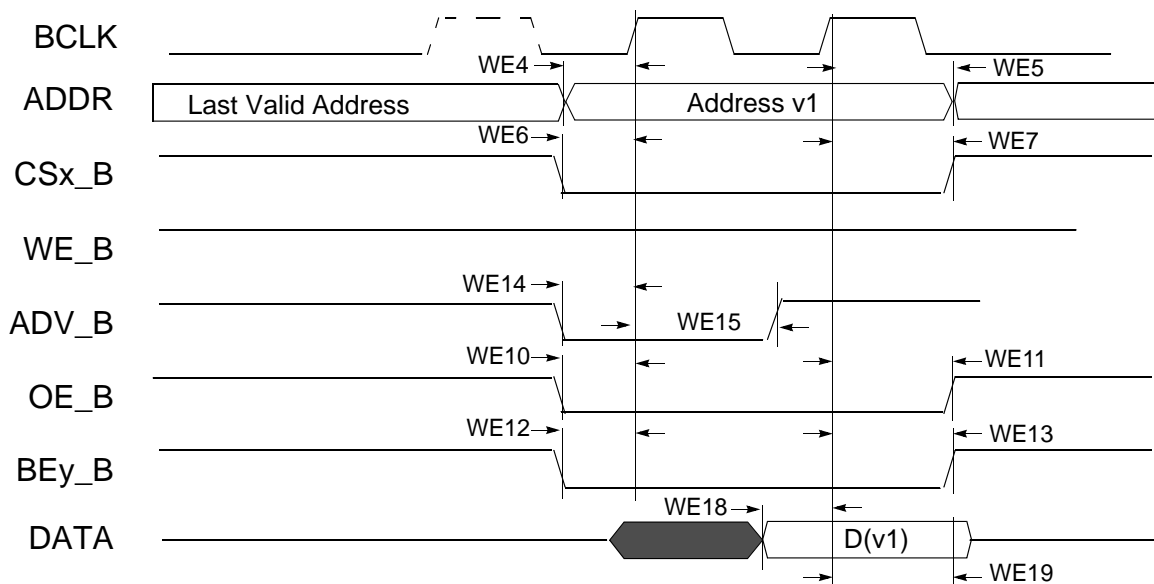 BCLK
WE4
WE5
ADDR
Last Valid Address
Address v1
WE6
WE7
CSx_B
WE_B
WE14
ADV_B
WE15
WE10
WE11
OE_B
WE12
WE13
BEy_B
WE18
DATA
D(v1)
WE19